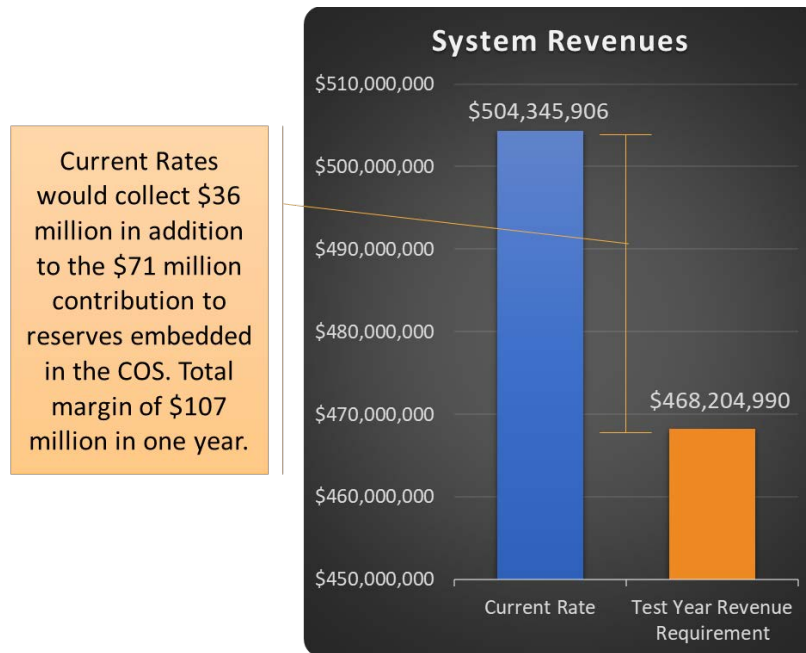 System Revenues
$510,000,000
$504,345,906
Current Rates
would collect $36
million in addition
to the $71 million
contribution to
reserves embedded
in the COS. Total
margin of $107
million in one year.
$500,000,000
$490,000,000
$480,000,000
$470,000,000
$468,204,990
$460,000,000
$450,000,000
Current Rate
Test Year Revenue
Requirement